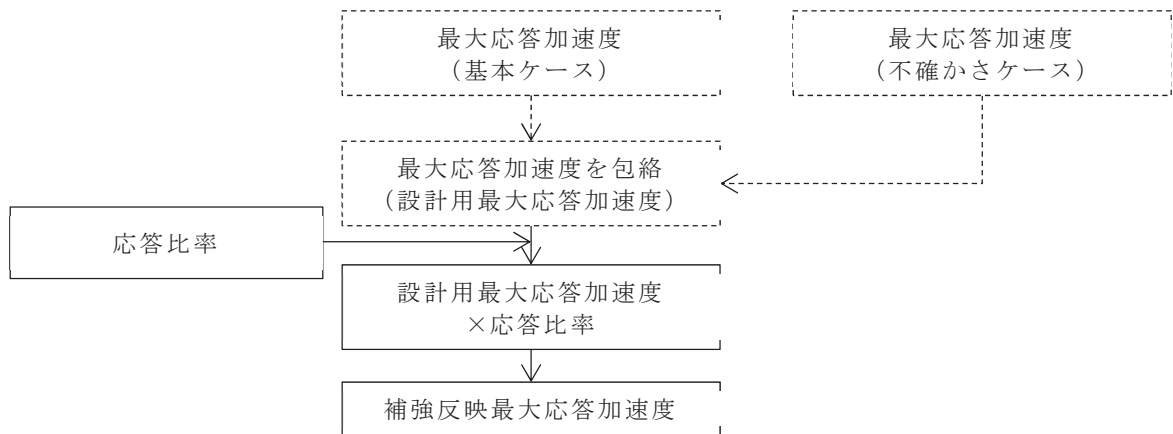 最大応答加速度
（基本ケース）
最大応答加速度
（不確かさケース）
最大応答加速度を包絡
（設計用最大応答加速度）
応答比率
設計用最大応答加速度
×応答比率
補強反映最大応答加速度